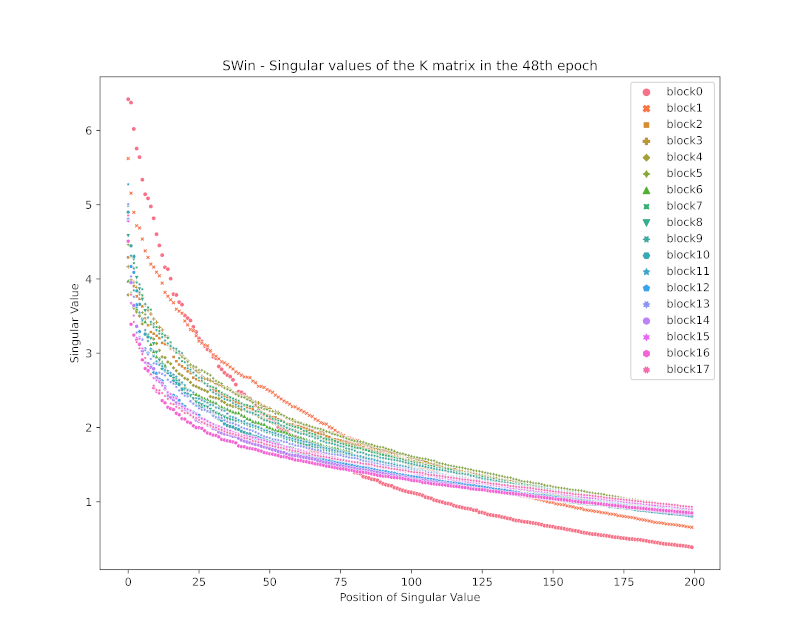 SWin - Singular values of the K matrix in the 48th epoch
block0
block1
block2
block3
block4
block5
block6
block7
block8
block9
block10
block11
block12
block13
block14
block15
block16
block17
6
5
4
3
2
1
Singular Value
0 25 50 75 100 125 150 175 200
Position of Singular Value